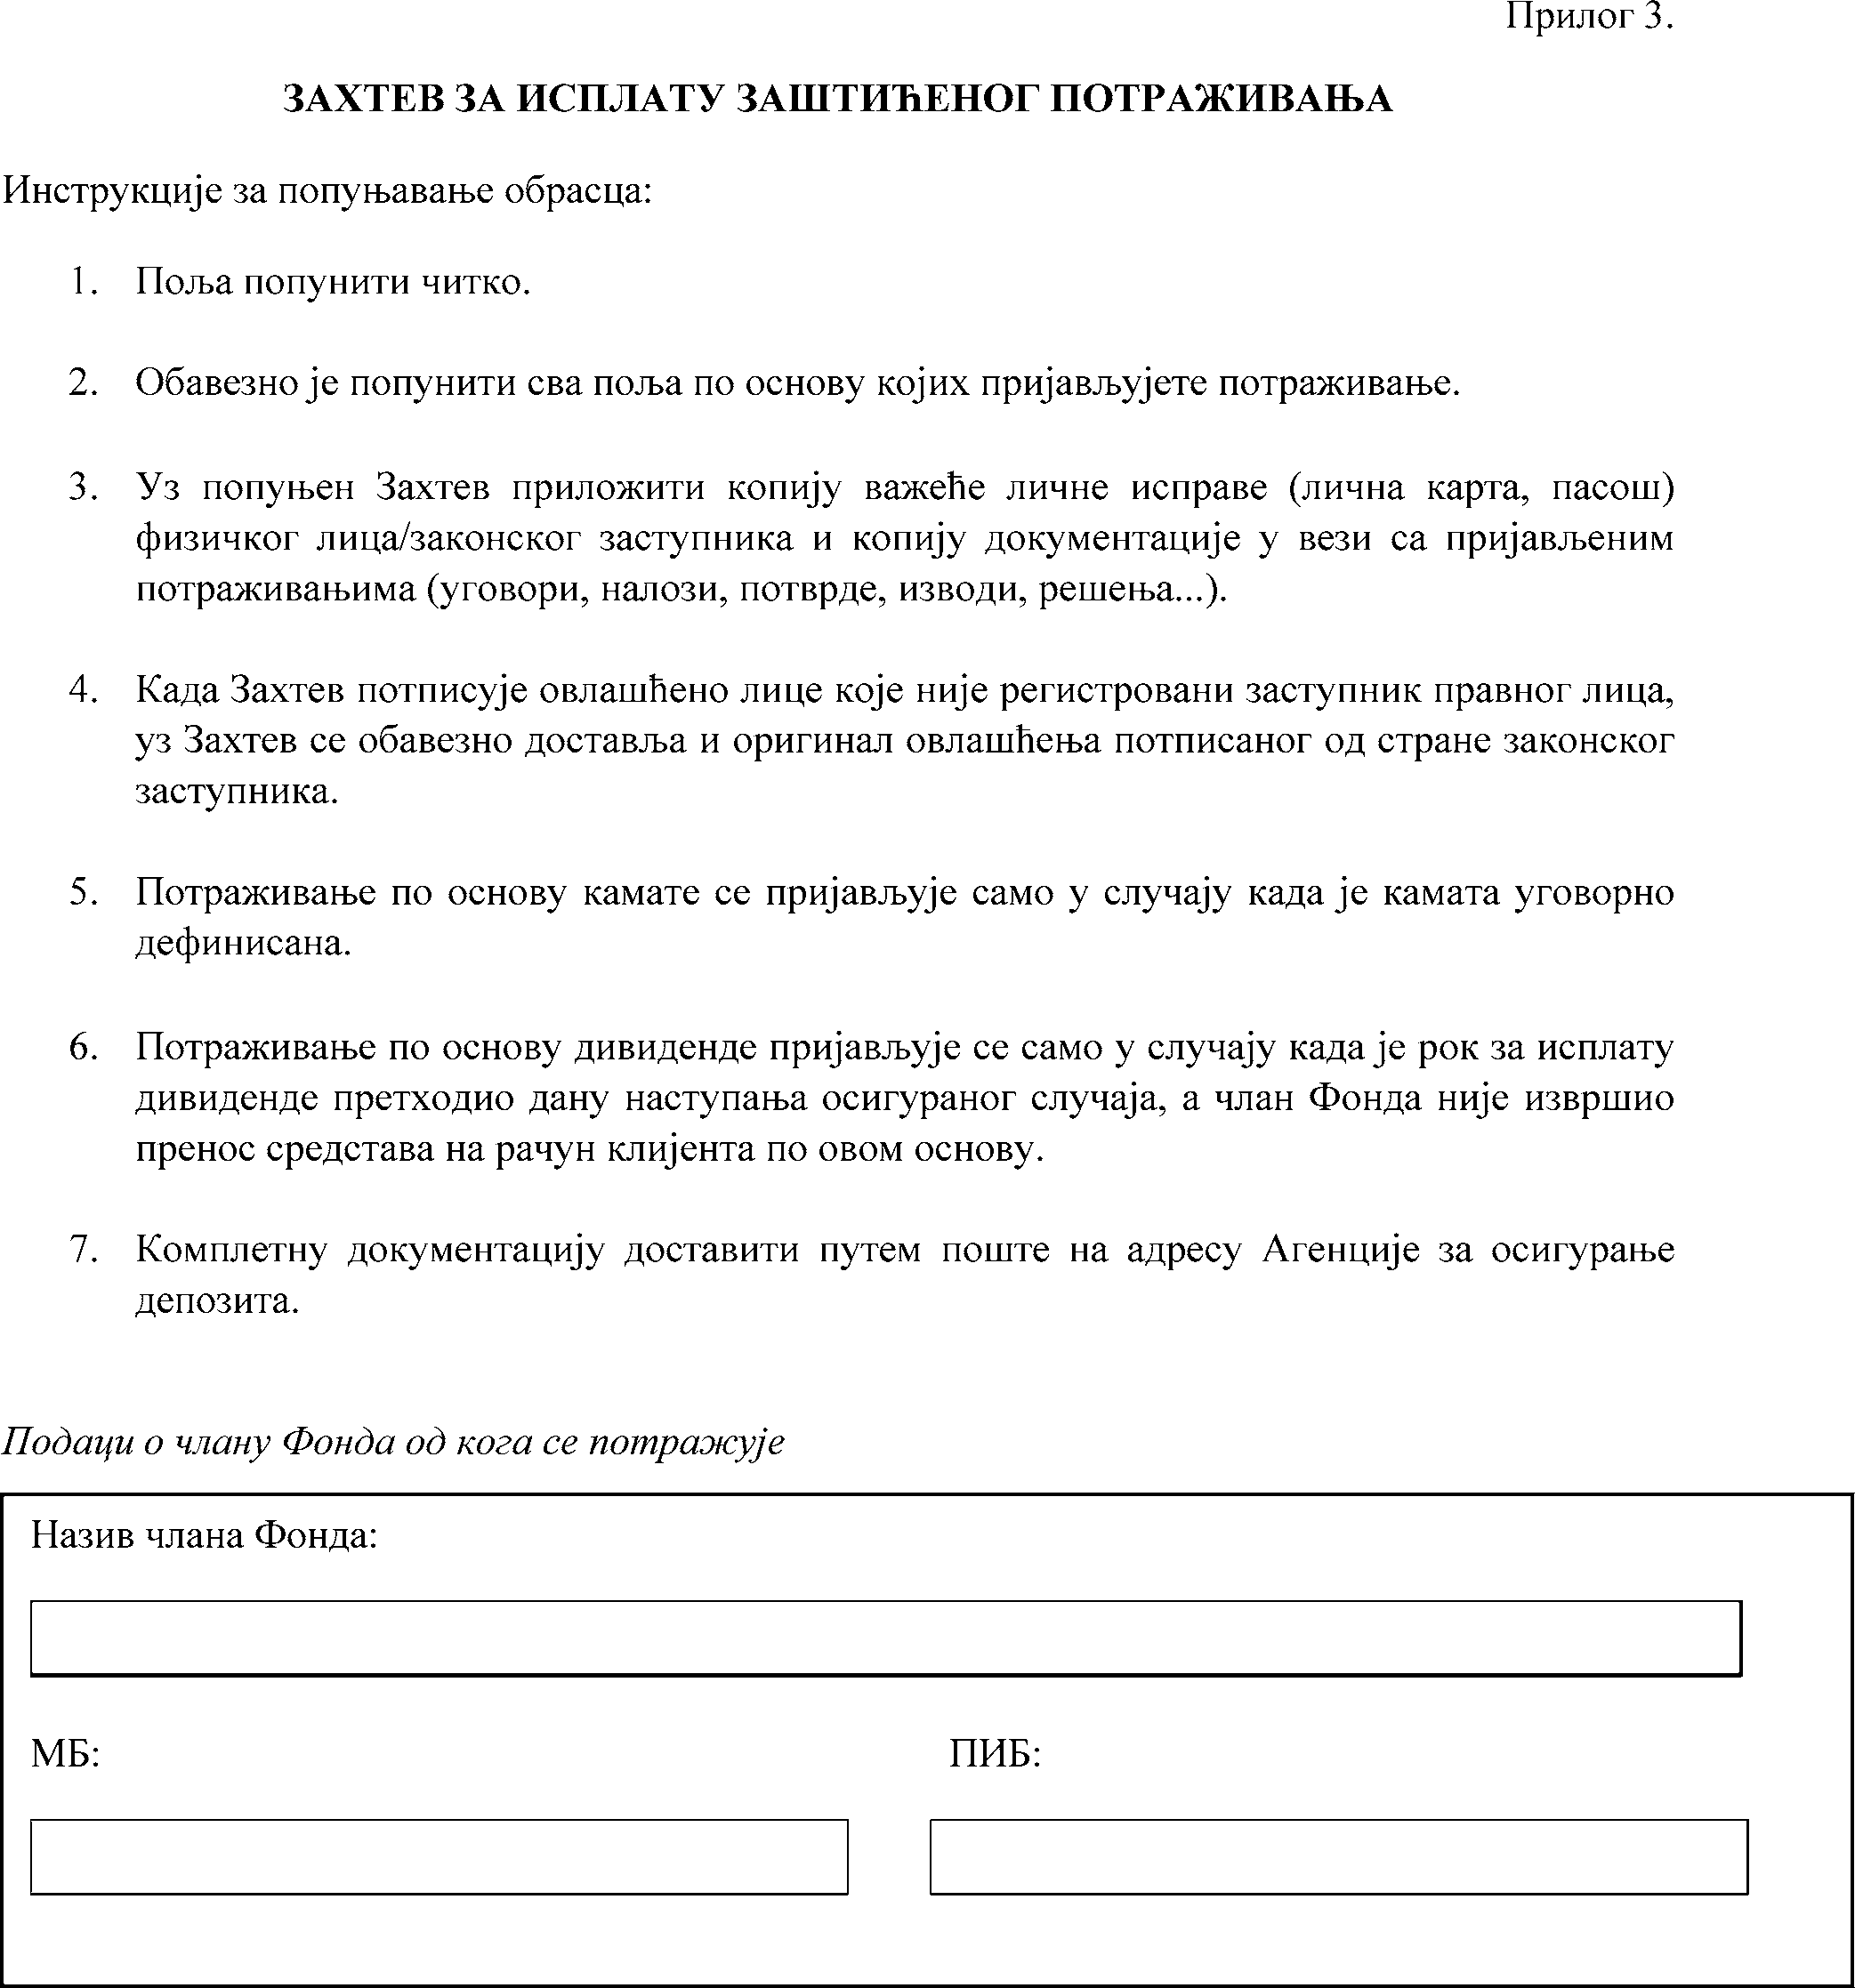 Прилог 3.
ЗАХТЕВ ЗА ИСПЛАТУ ЗАШТИЋЕНОГ ПОТРАЖИВАЊА
Инструкције за попуњавање обрасца:
1. Поља попунити читко.
2. Обавезно је попунити сва поља по основу којих пријављујете потраживање.
3. Уз попуњен Захтев приложити копију важеће личне исправе (лична карта, пасош)
физичког лица/законског заступника и копију документације у вези са пријављеним
потраживањима (уговори, налози, потврде, изводи, решења...).
4. Када Захтев потписује овлашћено лице које није регистровани заступник правног лица,
уз Захтев се обавезно доставља и оригинал овлашћења потписаног од стране законског
заступника.
5. Потраживање по основу камате се пријављује само у случају када је камата уговорно
дефинисана.
6. Потраживање по основу дивиденде пријављује се само у случају када је рок за исплату
дивиденде претходио дану наступања осигураног случаја, а члан Фонда није извршио
пренос средстава на рачун клијента по овом основу.
7. Комплетну документацију доставити путем поште на адресу Агенције за осигурање
депозита.
Подаци о члану Фонда од кога се потражује
Назив члана Фонда:
МБ: ПИБ: